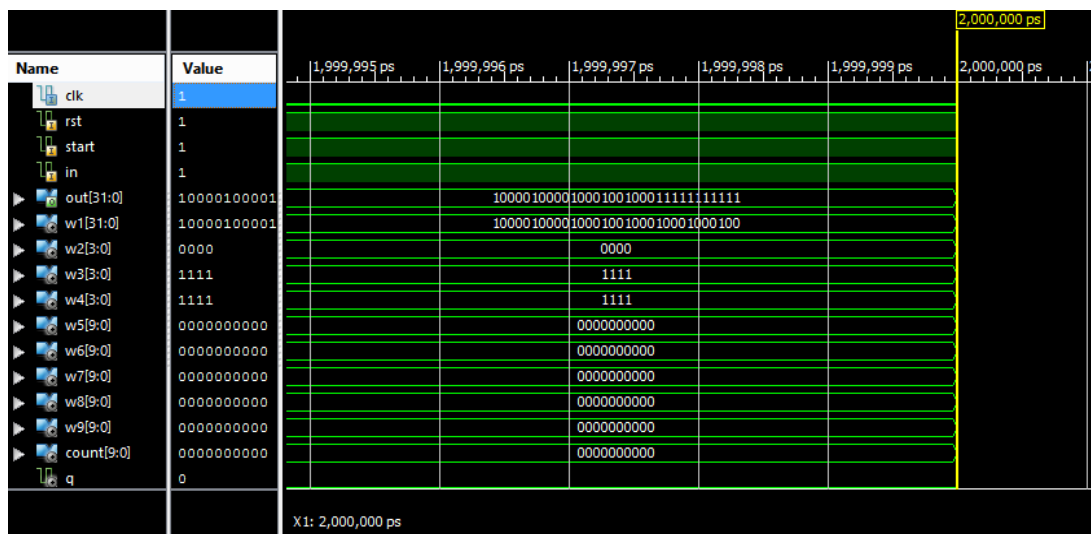 2,000,000 ps
Name Value 1,999,995 ps 1,999,996 ps 1,999,997 ps 1,999,998 ps 1,999,999 ps 2,000,000 ps
clk 1
rst 1
start 1
in 1
out[31:0] 10000100001 10000100001000100100011111111111
w1[31:0] 10000100001 10000100001000100100010001000100
w2[3:0] 0000 0000
w3[3:0] 1111 1111
w4[3:0] 1111 1111
w5[9:0] 0000000000 0000000000
w6[9:0] 0000000000 0000000000
w7[9:0] 0000000000 0000000000
w8[9:0] 0000000000 0000000000
w9[9:0] 0000000000 0000000000
count[9:0] 0000000000 0000000000
q 0
X1: 2,000,000 ps